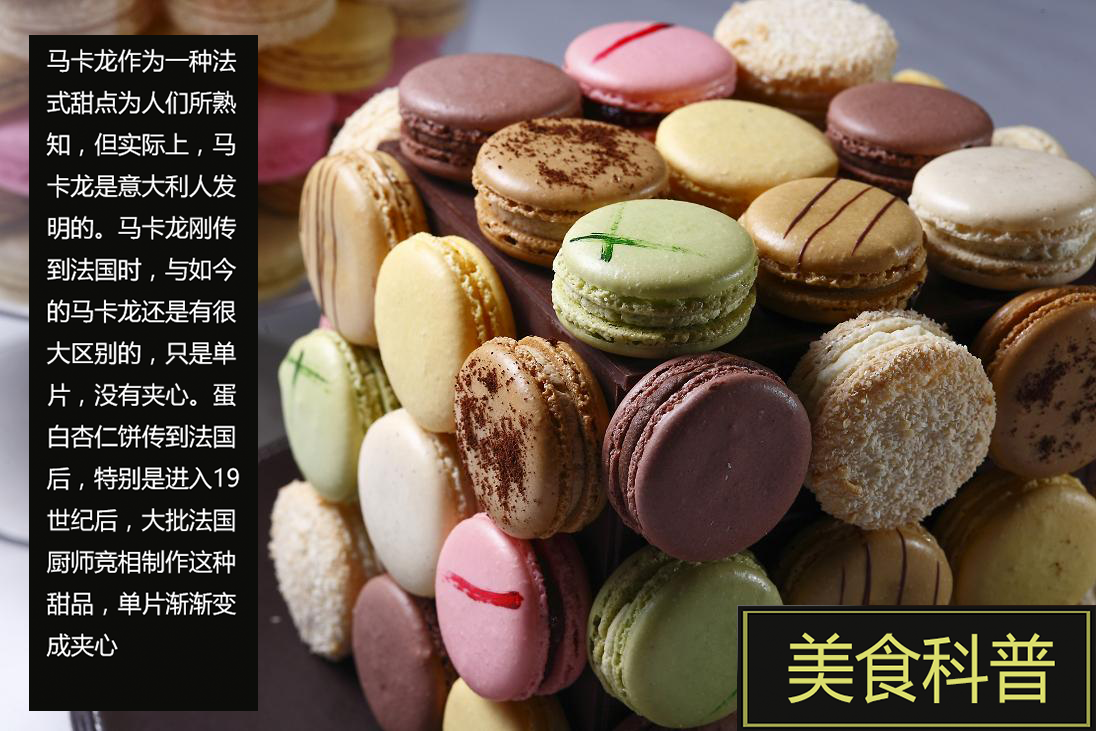 马卡龙作为一种法
式甜点为人们所熟
知，但实际上，马
卡龙是意大利人发
明的。马卡龙刚传
到法国时，与如今
的马卡龙还是有很
大区别的，只是单
片，没有夹心。蛋
白杏仁饼传到法国
后，特别是进入19
世纪后，大批法国
厨师竞相制作这种
甜品，单片渐渐变
成夹心
美食科普